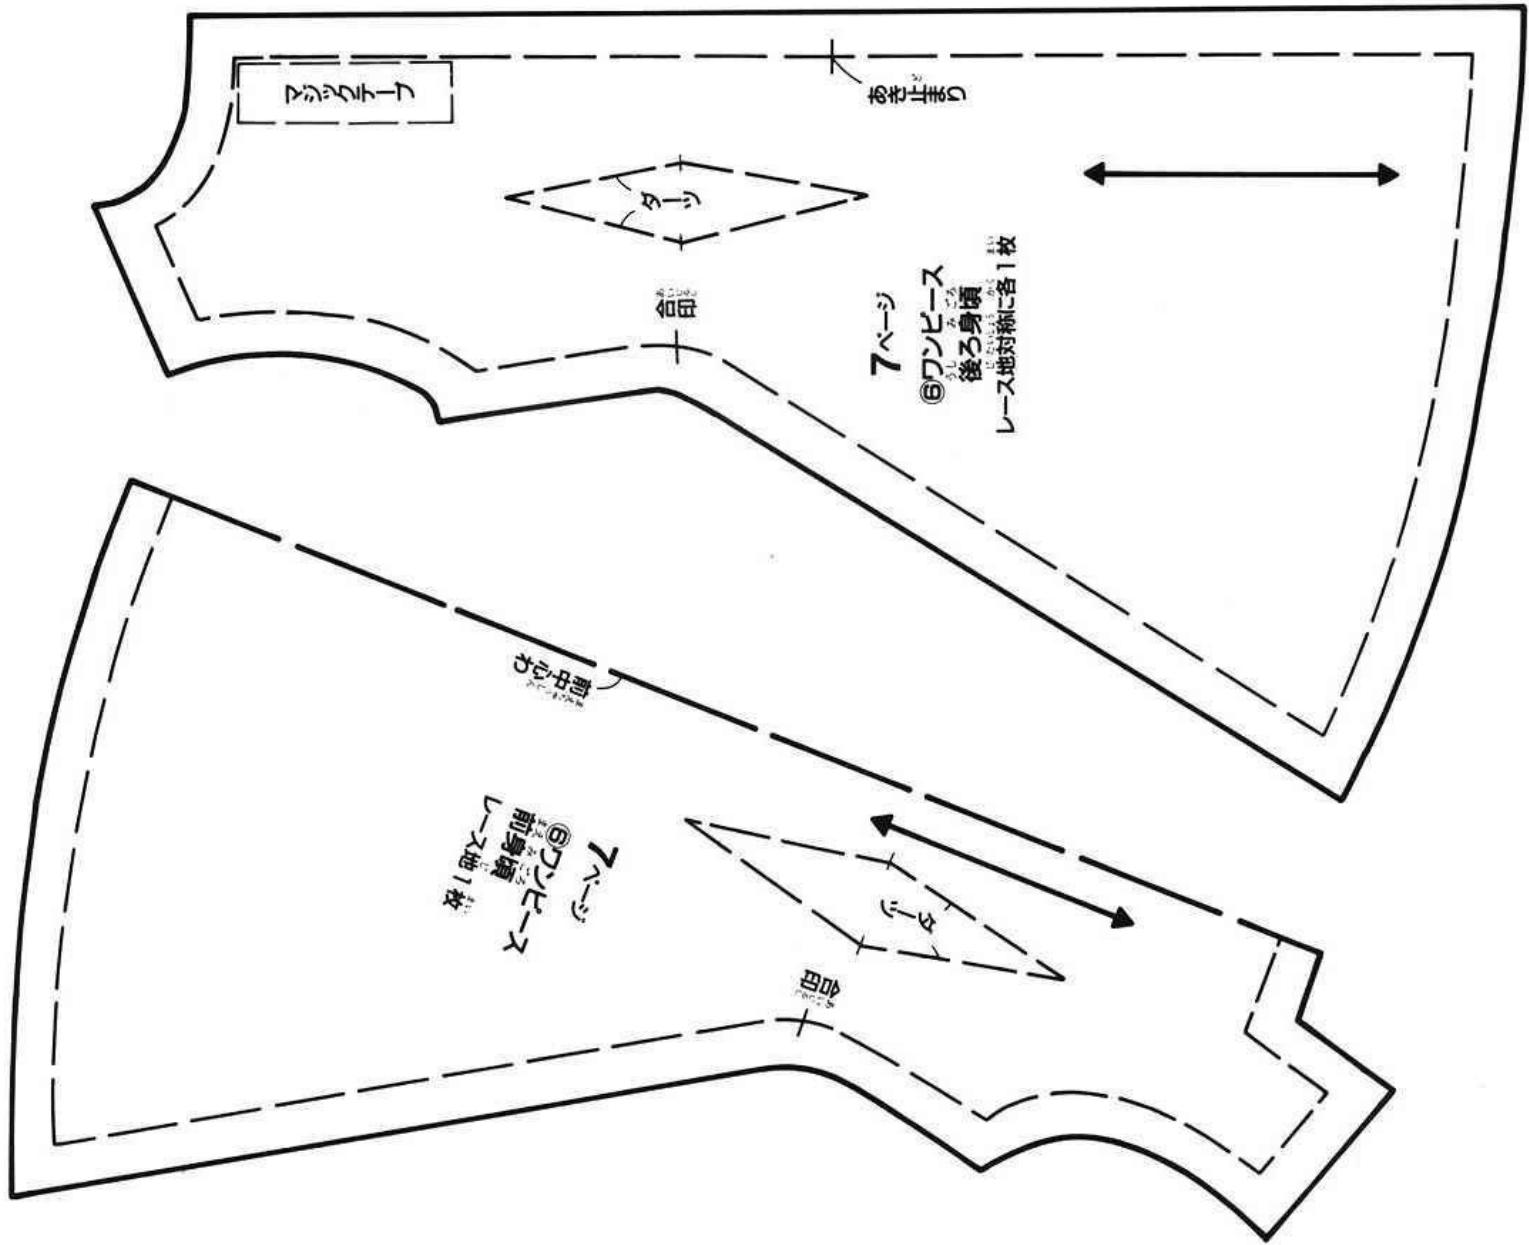 マジックテープ
あき止まり
ダーツ
合印
7ページ
⑥ワンピース
後ろ身頃
レース地対称に各1枚
前中心わ
7ページ
⑥ワンピース
前身頃
レース地1枚
ダーツ
合印